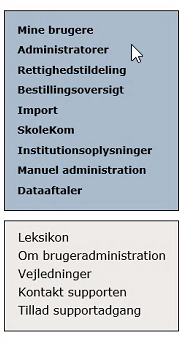 Mine brugere
Administratorer
Rettighedstildeling
Bestillingsoversigt
Import
SkoleKom
Institutionsoplysninger
Manuel administration
Dataaftaler
Leksikon
Om brugeradministration
Vejledninger
Kontakt supporten
Tillad supportadgang